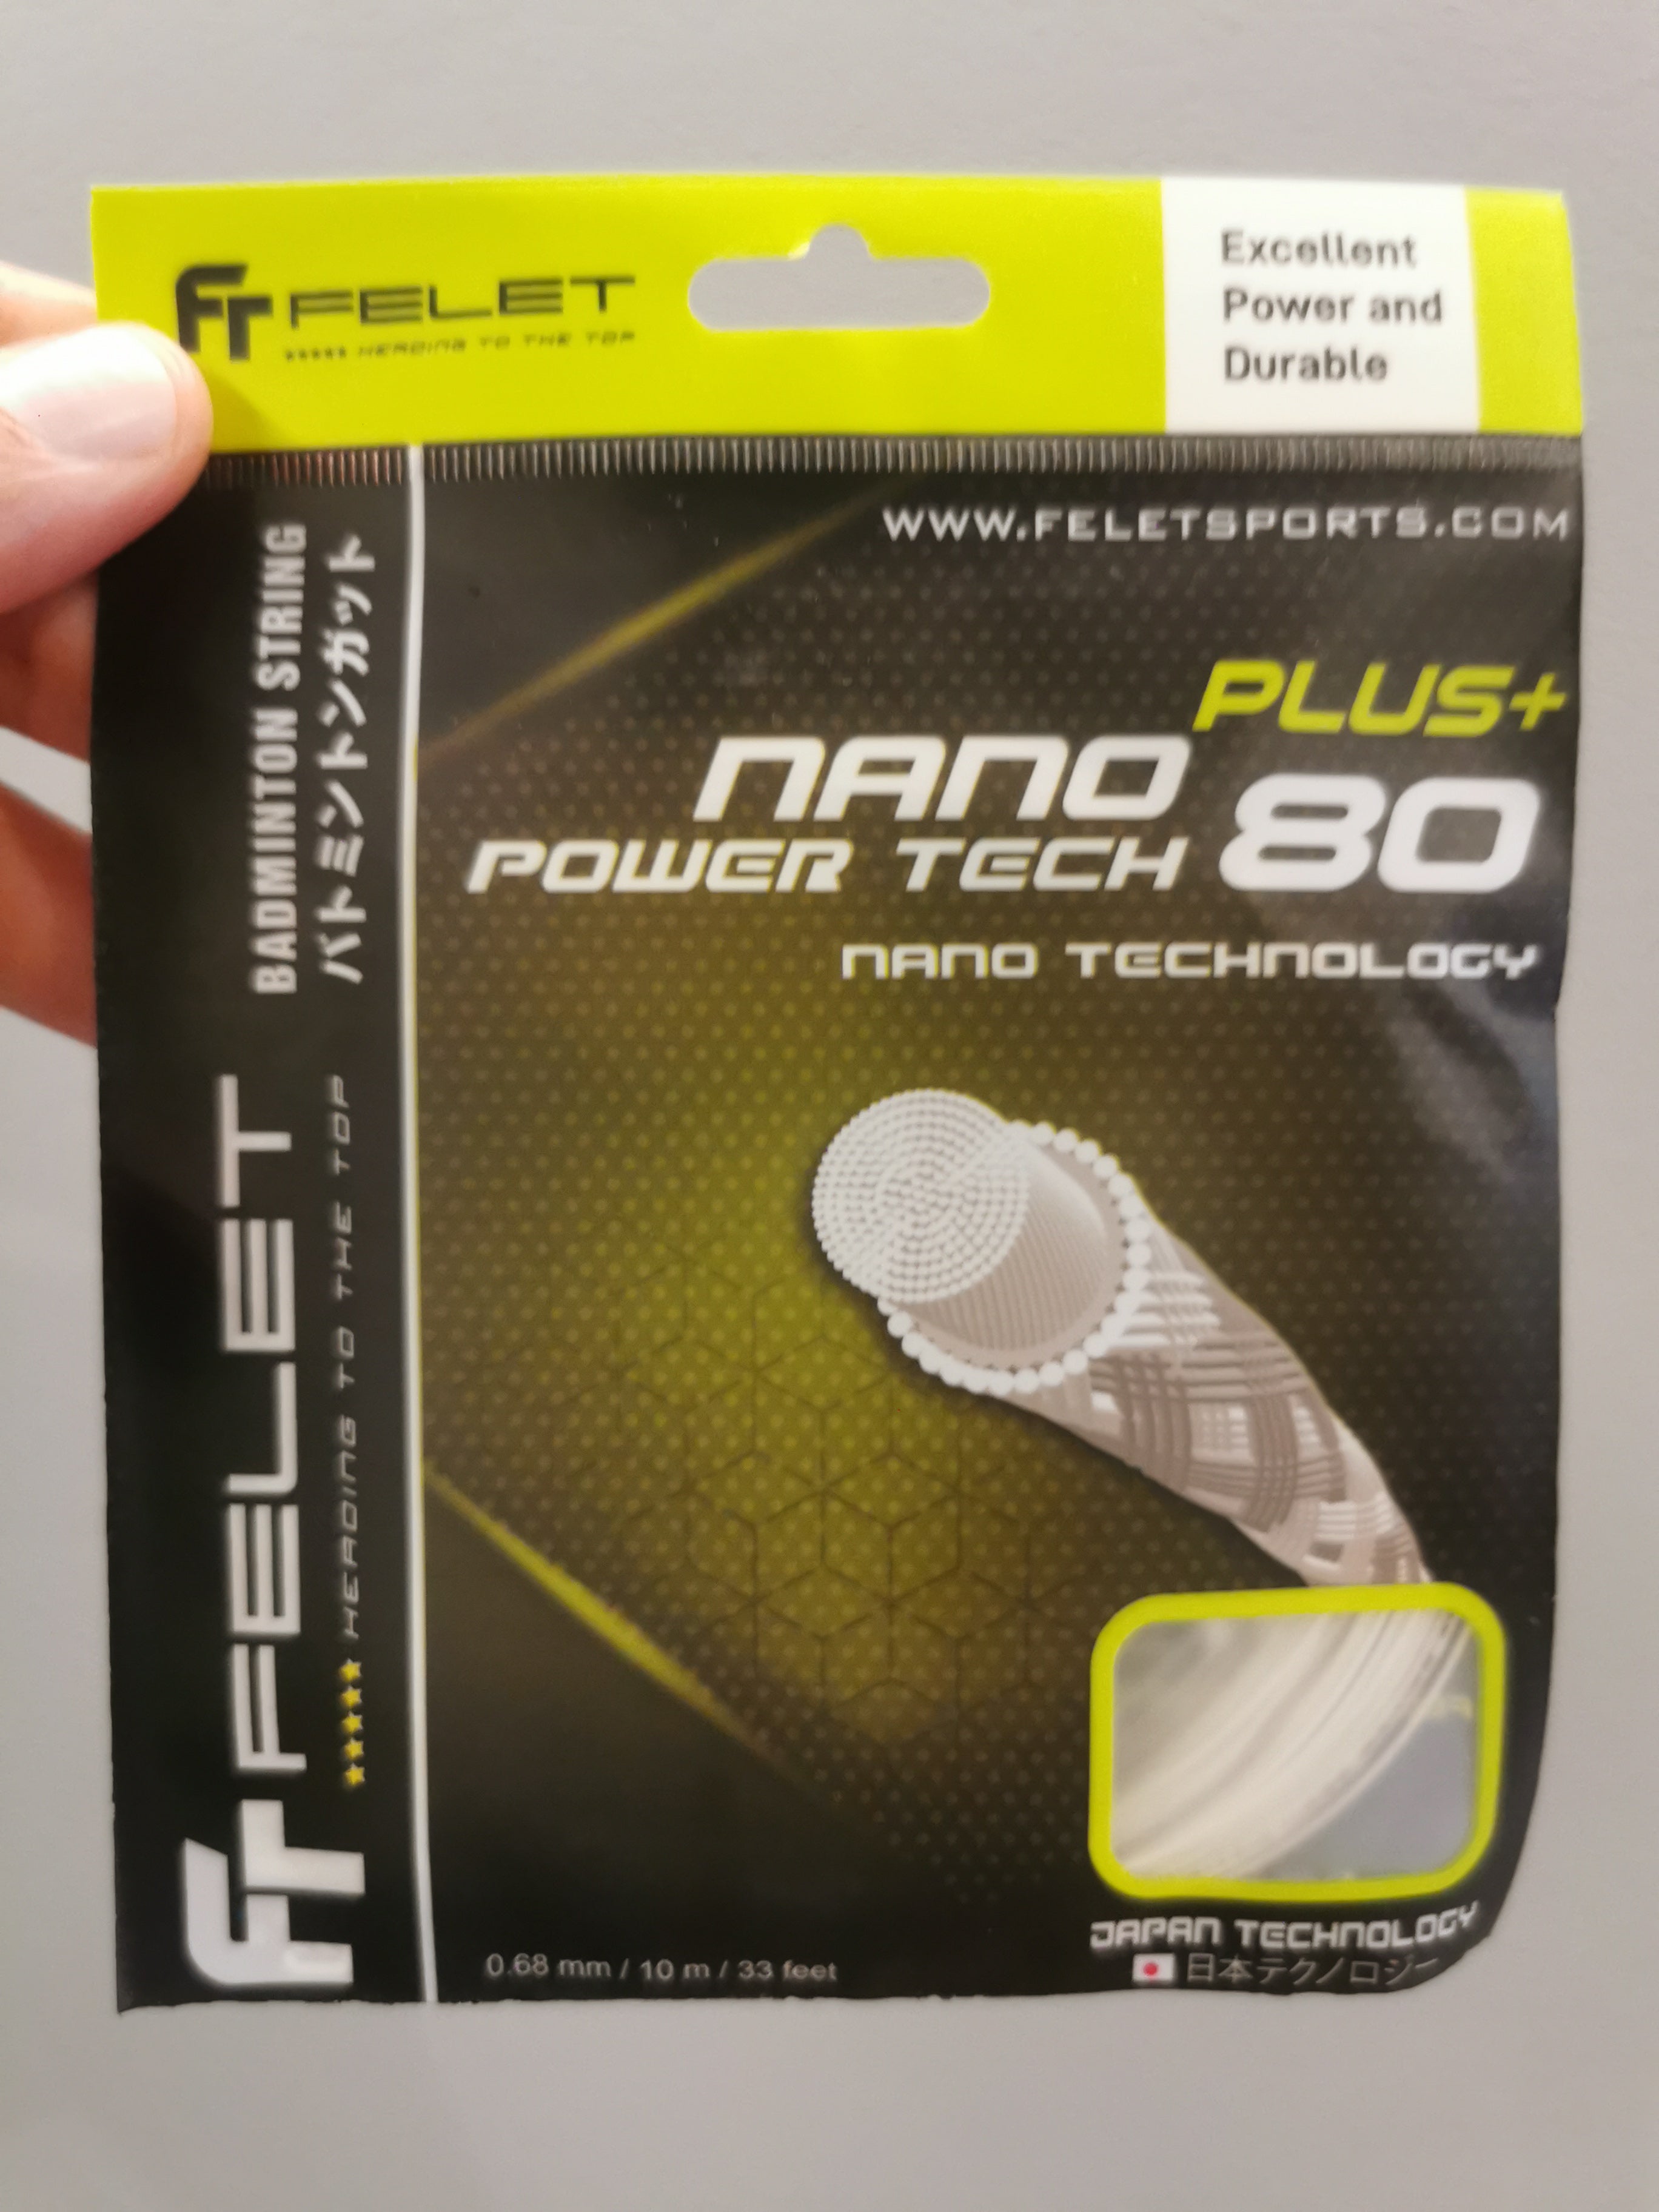 FT FELET
HEADING TO THE TOP
Excellent
Power and
Durable
WWW.FELETSPORTS.COM
BADMINTON STRING
バトミントンガット
FT FELET
HEADING TO THE TOP
PLUS+
NANO
POWER TECH 80
NANO TECHNOLOGY
0.68 mm / 10 m / 33 feet
JAPAN TECHNOLOGY
日本テクノロジー